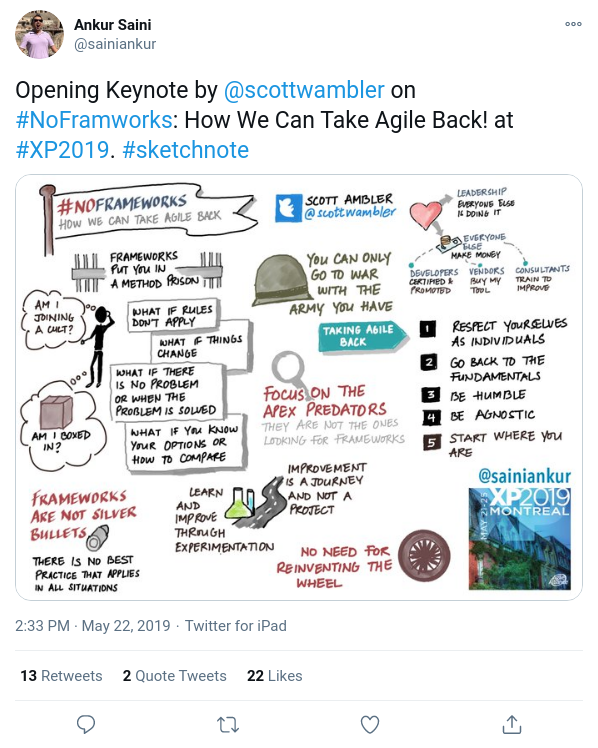 Ankur Saini
@sainiankur
Opening Keynote by @scottwambler on
#NoFramworks: How We Can Take Agile Back! at
#XP2019. #sketchnote
#NOFRAMEWORKS
HOW WE CAN TAKE AGILE BACK
SCOTT AMBLER
@scottwambler
LEADERSHIP
EVERYONE ELSE
IS DOING IT
EVERYONE
ELSE
MAKE MONEY
DEVELOPERS
CERTIFIED &
PROMOTED
VENDORS
BUY MY
TOOL
CONSULTANTS
TRAIN TO
IMPROVE
FRAMEWORKS
PUT YOU IN
A METHOD PRISON
YOU CAN ONLY
GO TO WAR
WITH THE
ARMY YOU HAVE
AM I
JOINING
A CULT?
WHAT IF RULES
DON'T APPLY
WHAT IF THINGS
CHANGE
WHAT IF THERE
IS NO PROBLEM
OR WHEN THE
PROBLEM IS SOLVED
WHAT IF YOU KNOW
YOUR OPTIONS OR
HOW TO COMPARE
AM I BOXED
IN?
TAKING AGILE
BACK
1 RESPECT YOURSELVES
AS INDIVIDUALS
2 GO BACK TO THE
FUNDAMENTALS
3 BE HUMBLE
4 BE AGNOSTIC
5 START WHERE YOU
ARE
FOCUS ON THE
APEX PREDATORS
THEY ARE NOT THE ONES
LOOKING FOR FRAMEWORKS
FRAMEWORKS
ARE NOT SILVER
BULLETS
THERE IS NO BEST
PRACTICE THAT APPLIES
IN ALL SITUATIONS
LEARN
AND
IMPROVE
THROUGH
EXPERIMENTATION
IMPROVEMENT
IS A JOURNEY
AND NOT A
PROJECT
NO NEED FOR
REINVENTING THE
WHEEL
@sainiankur
XP2019
MONTREAL
MAY 21-25
2:33 PM · May 22, 2019 · Twitter for iPad
13 Retweets 2 Quote Tweets 22 Likes